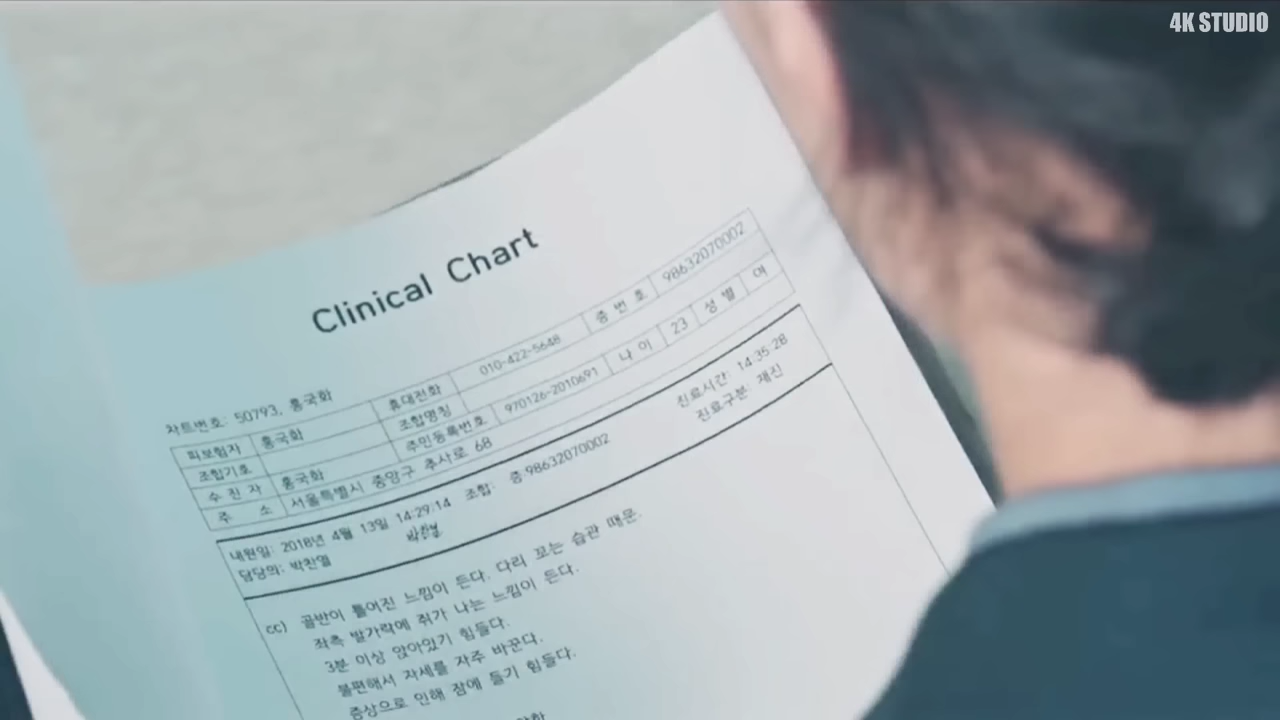 4K STUDIO
Clinical Chart
차트번호: 50793, 홍국화
피보험자 홍국화 휴대전화 010-422-5648 증 번 호 98632070002
조합기호 조합명칭
수 진 자 홍국화 주민등록번호 970126-2010691 나 이 23 성 별 여
주 소 서울특별시 중앙구 추사로 68
내원일: 2018년 4월 13일 14:29:14 조합: 증:98632070002 진료시간: 14:35:28
담당의: 박찬열 박찬열 진료구분: 재진
cc) 골반이 틀어진 느낌이 든다. 다리 꼬는 습관 때문.
좌측 발가락에 쥐가 나는 느낌이 든다.
3분 이상 앉아있기 힘들다.
불편해서 자세를 자주 바꾼다.
증상으로 인해 잠에 들기 힘들다.